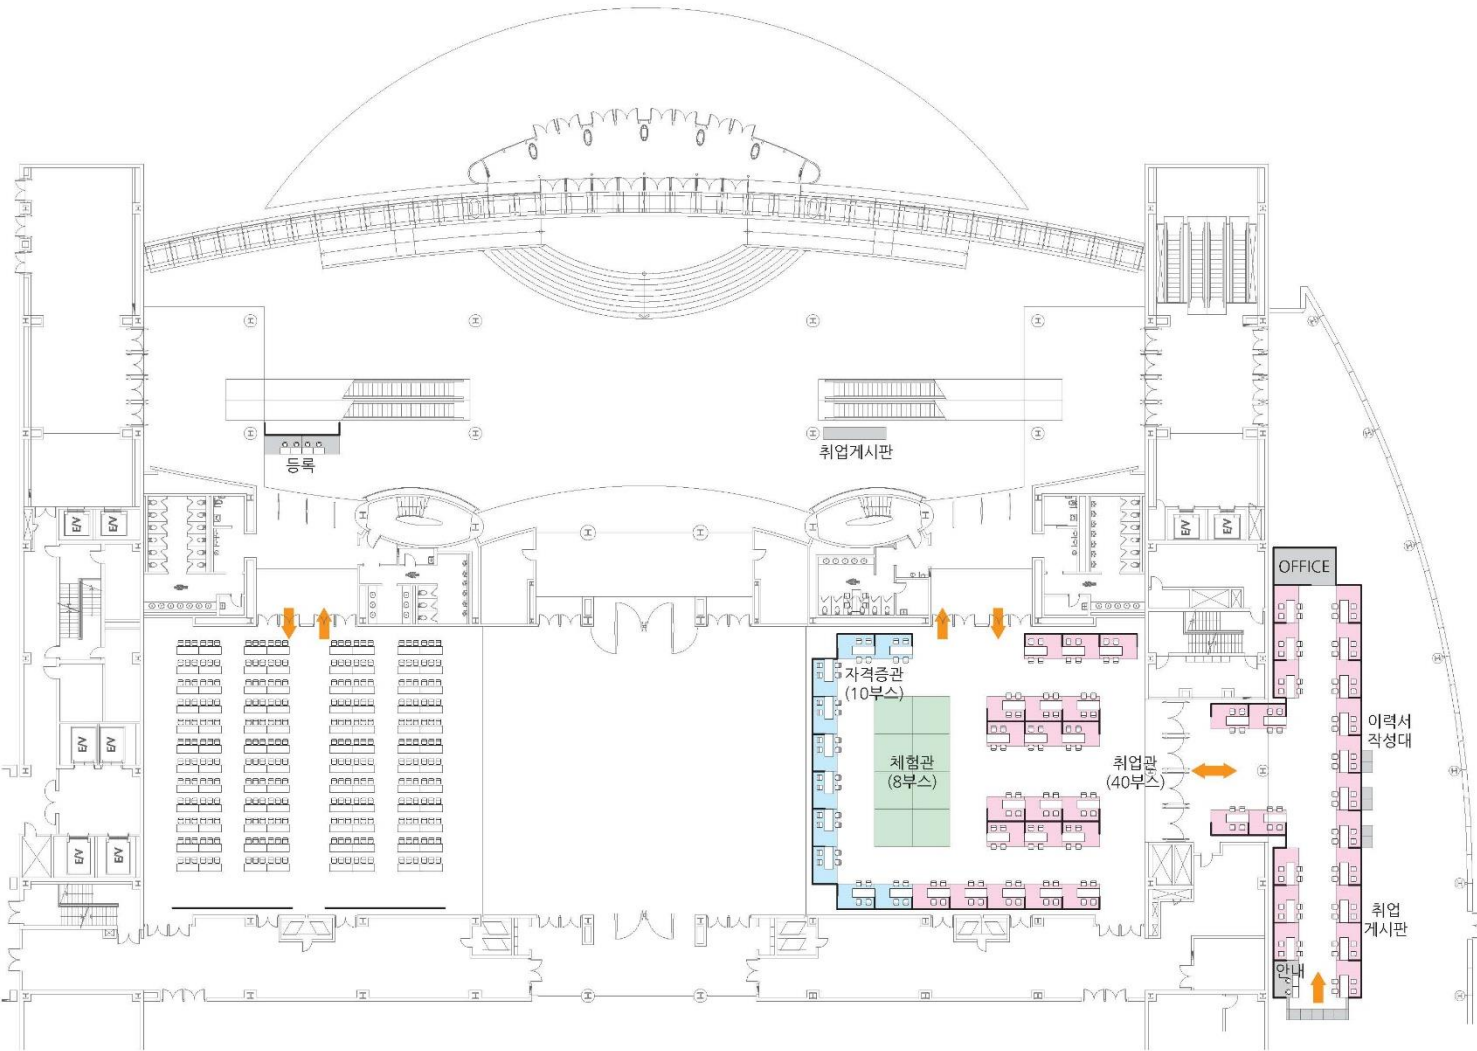 등록
취업게시판
E/V
E/V
E/V
E/V
OFFICE
자격증관
(10부스)
체험관
(8부스)
취업관
(40부스)
이력서
작성대
E/V
E/V
E/V
E/V
취업
게시판
안내